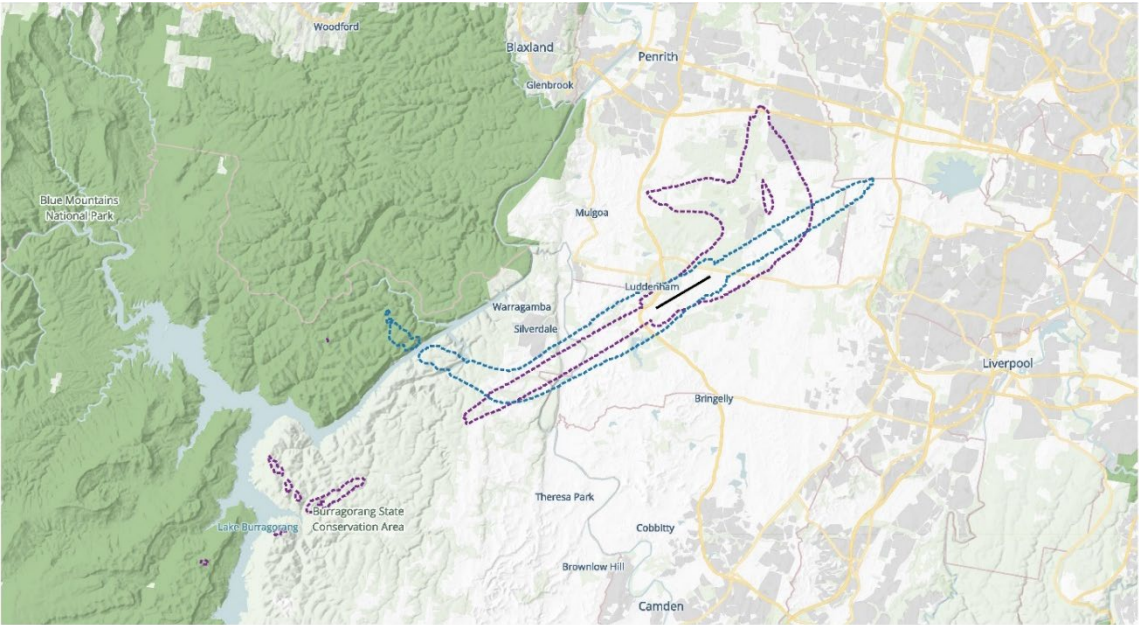 Woodford
Blaxland
Penrith
Glenbrook
Blue Mountains
National Park
Mulgoa
Luddenham
Warragamba
Silverdale
Liverpool
Bringelly
Theresa Park
Burragorang State
Conservation Area
Lake Burragorang
Cobbitty
Brownlow Hill
Camden